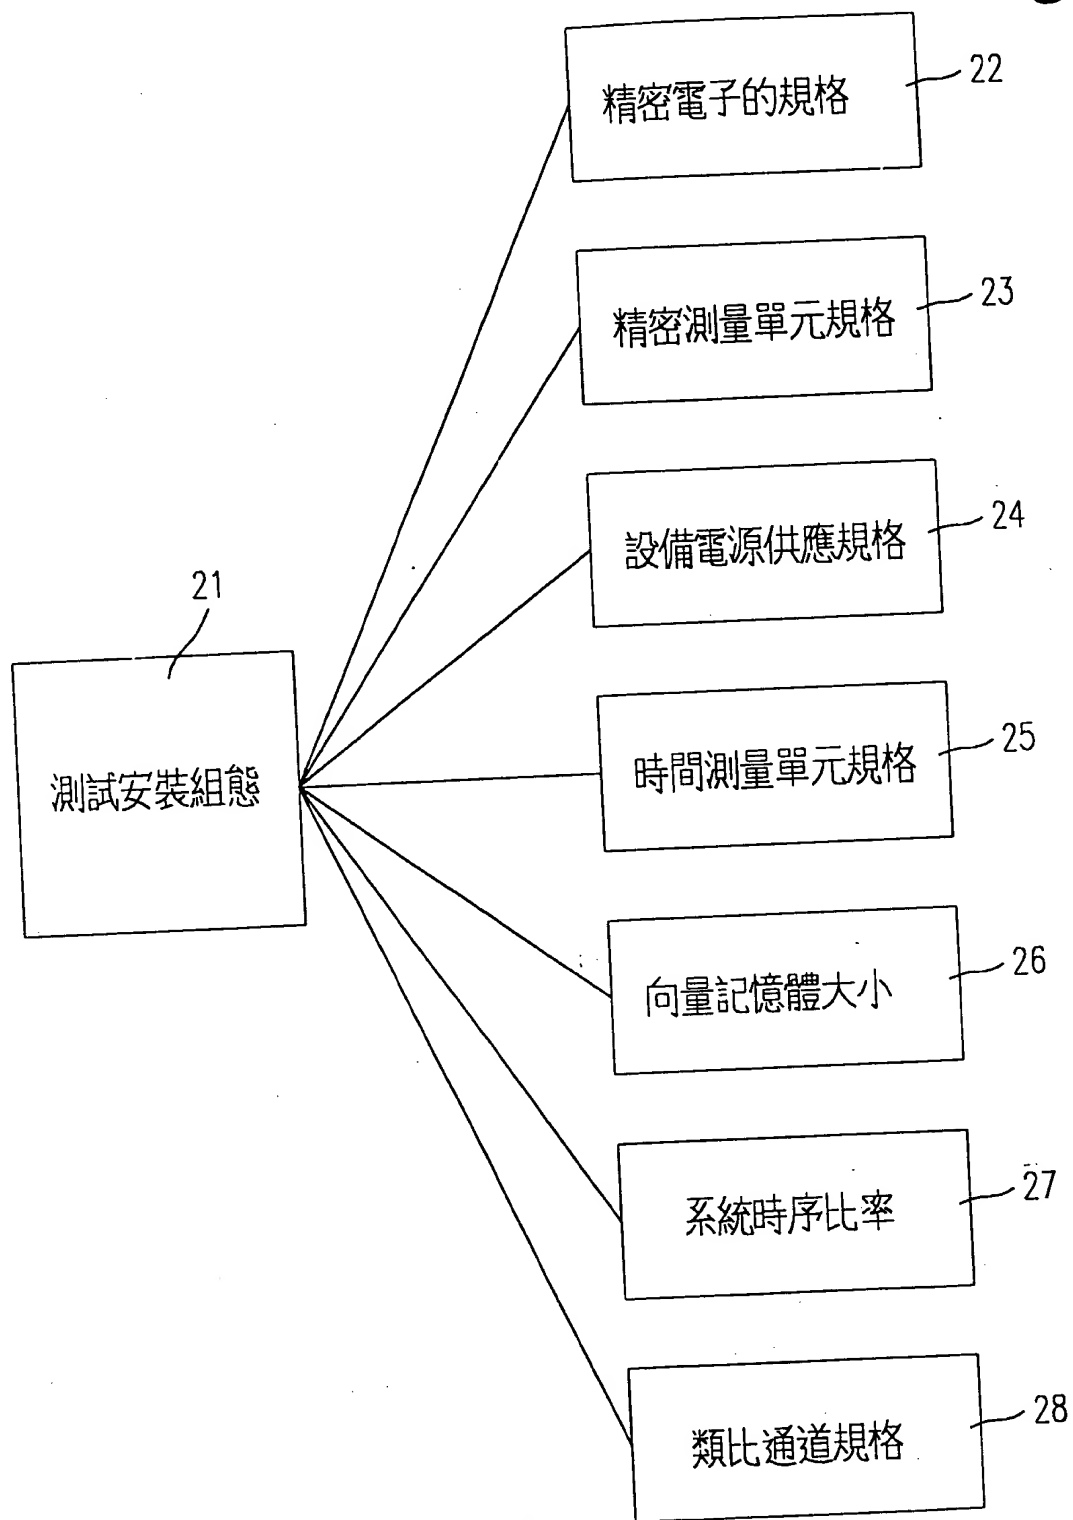 精密電子的規格
22
精密測量單元規格
23
設備電源供應規格
24
21
測試安裝組態
時間測量單元規格
25
向量記憶體大小
26
系統時序比率
27
類比通道規格
28